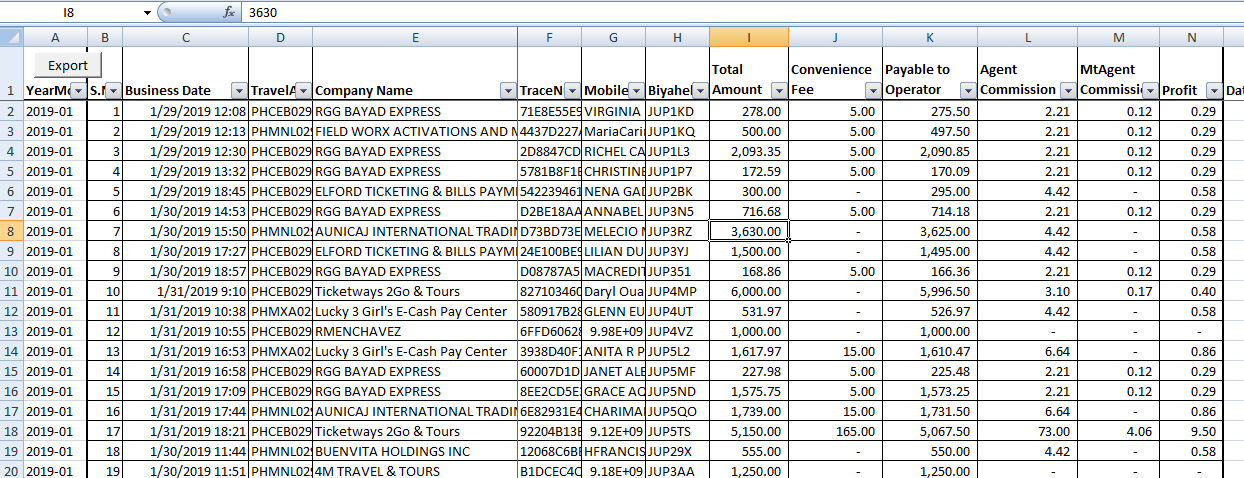 I8 fx 3630
A B C D E F G H I J K L M N
Export
1 YearMo S.N Business Date TravelA Company Name TraceN Mobile Biyahel Total Amount Convenience Fee Payable to Operator Agent Commission MtAgent Commissi Profit Dat
2 2019-01 1 1/29/2019 12:08 PHCEB029 RGG BAYAD EXPRESS 71E8E55E9 VIRGINIA JUP1KD 278.00 5.00 275.50 2.21 0.12 0.29
3 2019-01 2 1/29/2019 12:13 PHMNL029 FIELD WORX ACTIVATIONS AND M 4437D227A MariaCari JUP1KQ 500.00 5.00 497.50 2.21 0.12 0.29
4 2019-01 3 1/29/2019 12:30 PHCEB029 RGG BAYAD EXPRESS 2D8847CD RICHEL CA JUP1L3 2,093.35 5.00 2,090.85 2.21 0.12 0.29
5 2019-01 4 1/29/2019 13:32 PHCEB029 RGG BAYAD EXPRESS 5781B8F1E CHRISTINE JUP1P7 172.59 5.00 170.09 2.21 0.12 0.29
6 2019-01 5 1/29/2019 18:45 PHCEB029 ELFORD TICKETING & BILLS PAYM 542239461 NENA GAD JUP2BK 300.00 - 295.00 4.42 - 0.58
7 2019-01 6 1/30/2019 14:53 PHCEB029 RGG BAYAD EXPRESS D2BE18AA ANNABEL JUP3N5 716.68 5.00 714.18 2.21 0.12 0.29
8 2019-01 7 1/30/2019 15:50 PHMNL029 AUNICAJ INTERNATIONAL TRADIN D73BD73E MELECIO M JUP3RZ 3,630.00 - 3,625.00 4.42 - 0.58
9 2019-01 8 1/30/2019 17:27 PHCEB029 ELFORD TICKETING & BILLS PAYM 24E100BE9 LILIAN DU JUP3YJ 1,500.00 - 1,495.00 4.42 - 0.58
10 2019-01 9 1/30/2019 18:57 PHCEB029 RGG BAYAD EXPRESS D08787A5 MACREDIT JUP351 168.86 5.00 166.36 2.21 0.12 0.29
11 2019-01 10 1/31/2019 9:10 PHCEB029 Ticketways 2Go & Tours 827103460 Daryl Oua JUP4MP 6,000.00 - 5,996.50 3.10 0.17 0.40
12 2019-01 11 1/31/2019 10:38 PHMXA02 Lucky 3 Girl's E-Cash Pay Center 580917B28 GLENN EU JUP4UT 531.97 - 526.97 4.42 - 0.58
13 2019-01 12 1/31/2019 10:55 PHCEB029 RMENCHAVEZ 6FFD60628 9.98E+09 JUP4VZ 1,000.00 - 1,000.00 - - -
14 2019-01 13 1/31/2019 16:53 PHMXA02 Lucky 3 Girl's E-Cash Pay Center 3938D40F1 ANITA R P JUP5L2 1,617.97 15.00 1,610.47 6.64 - 0.86
15 2019-01 14 1/31/2019 16:58 PHCEB029 RGG BAYAD EXPRESS 60007D1D JANET ALE JUP5MF 227.98 5.00 225.48 2.21 0.12 0.29
16 2019-01 15 1/31/2019 17:09 PHCEB029 RGG BAYAD EXPRESS 8EE2CD5E GRACE AQ JUP5ND 1,575.75 5.00 1,573.25 2.21 0.12 0.29
17 2019-01 16 1/31/2019 17:44 PHMNL029 AUNICAJ INTERNATIONAL TRADIN 6E82931E4 CHARIMA JUP5QO 1,739.00 15.00 1,731.50 6.64 - 0.86
18 2019-01 17 1/31/2019 18:21 PHCEB029 Ticketways 2Go & Tours 92204B13E 9.12E+09 JUP5TS 5,150.00 165.00 5,067.50 73.00 4.06 9.50
19 2019-01 18 1/30/2019 11:44 PHMNL029 BUENVITA HOLDINGS INC 12068C6BE HFRANCIS JUP29X 555.00 - 550.00 4.42 - 0.58
20 2019-01 19 1/30/2019 11:51 PHMNL029 4M TRAVEL & TOURS B1DCEC4C 9.18E+09 JUP3AA 1,250.00 - 1,250.00 - - -